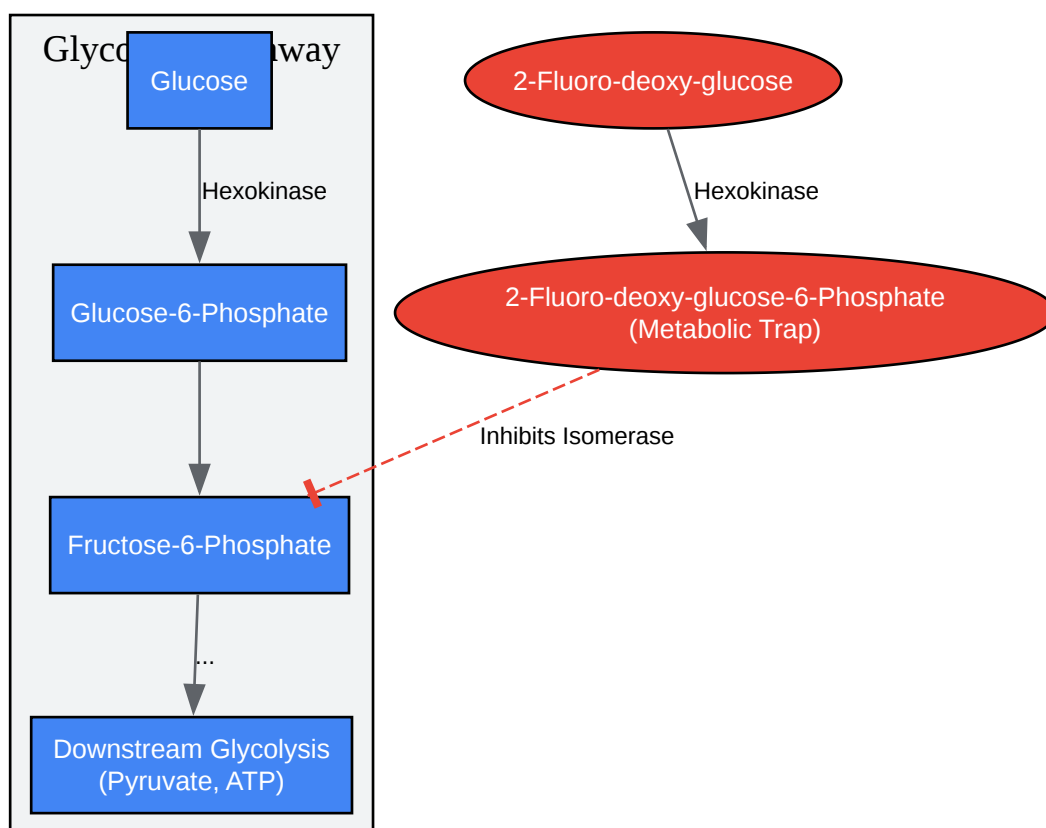 Glyco way
Glucose
2-Fluoro-deoxy-glucose
Hexokinase
Hexokinase
Glucose-6-Phosphate
2-Fluoro-deoxy-glucose-6-Phosphate
(Metabolic Trap)
Inhibits Isomerase
Fructose-6-Phosphate
...
Downstream Glycolysis
(Pyruvate, ATP)